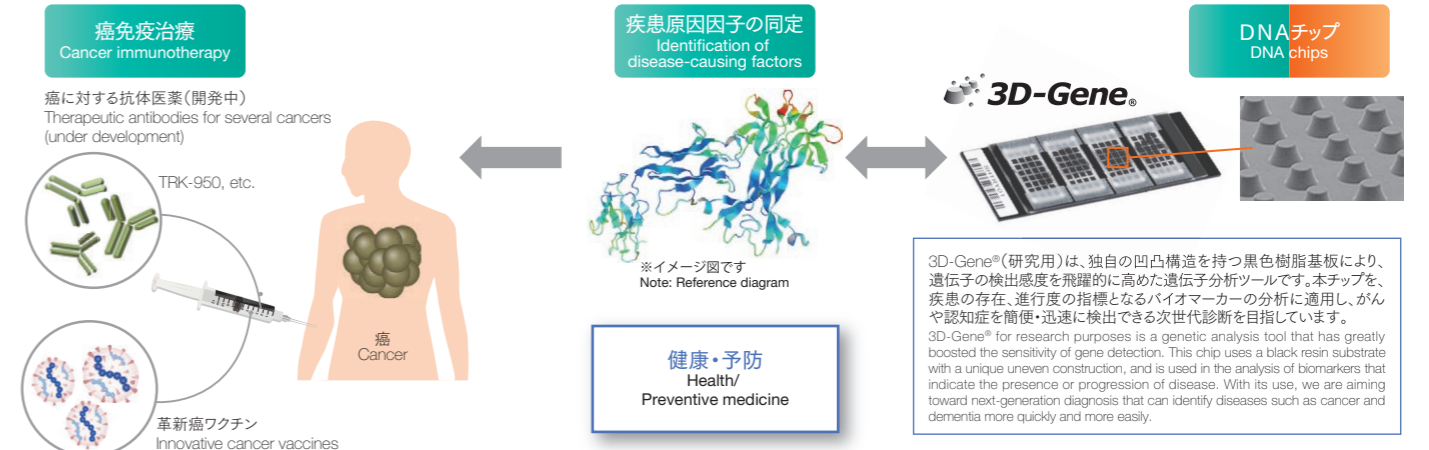 癌免疫治療
Cancer immunotherapy
癌に対する抗体医薬（開発中）
Therapeutic antibodies for several cancers
(under development)
TRK-950, etc.
癌
Cancer
革新癌ワクチン
Innovative cancer vaccines
疾患原因因子の同定
Identification of
disease-causing factors
※イメージ図です
Note: Reference diagram
健康・予防
Health/
Preventive medicine
DNAチップ
DNA chips
3D-Gene®
3D-Gene®（研究用）は、独自の凹凸構造を持つ黒色樹脂基板により、
遺伝子の検出感度を飛躍的に高めた遺伝子分析ツールです。本チップを、
疾患の存在、進行度の指標となるバイオマーカーの分析に適用し、がん
や認知症を簡便・迅速に検出できる次世代診断を目指しています。
3D-Gene® for research purposes is a genetic analysis tool that has greatly
boosted the sensitivity of gene detection. This chip uses a black resin substrate
with a unique uneven construction, and is used in the analysis of biomarkers that
indicate the presence or progression of disease. With its use, we are aiming
toward next-generation diagnosis that can identify diseases such as cancer and
dementia more quickly and more easily.